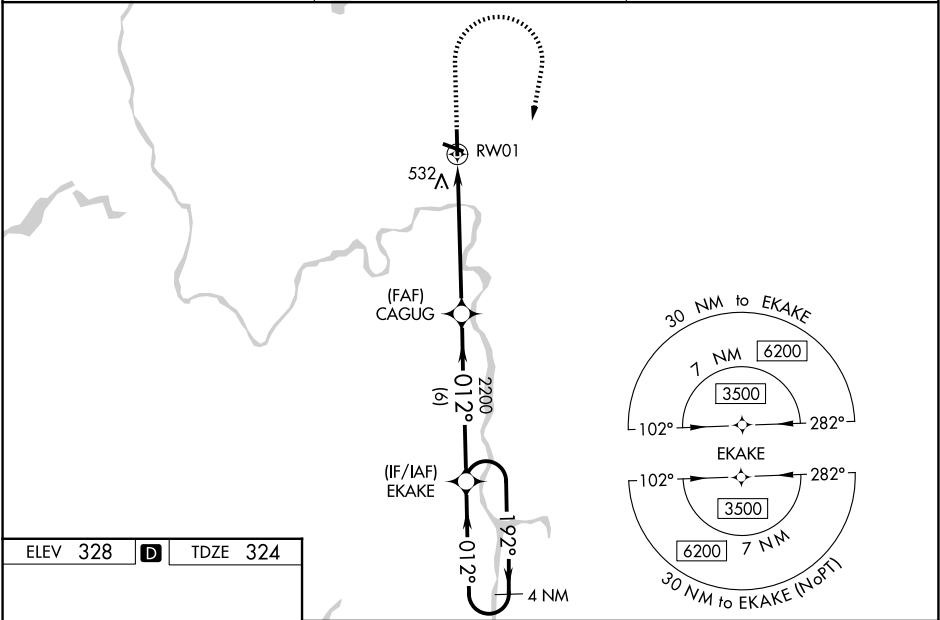 RW01
532
(FAF)
CAGUG
2200
012°
(6)
(IF/IAF)
EKAKE
192°
012°
4 NM
30 NM to EKAKE
6200
7 NM
3500
102°
282°
EKAKE
102°
282°
3500
7 NM
6200
30 NM to EKAKE (NoPT)
ELEV 328 D TDZE 324